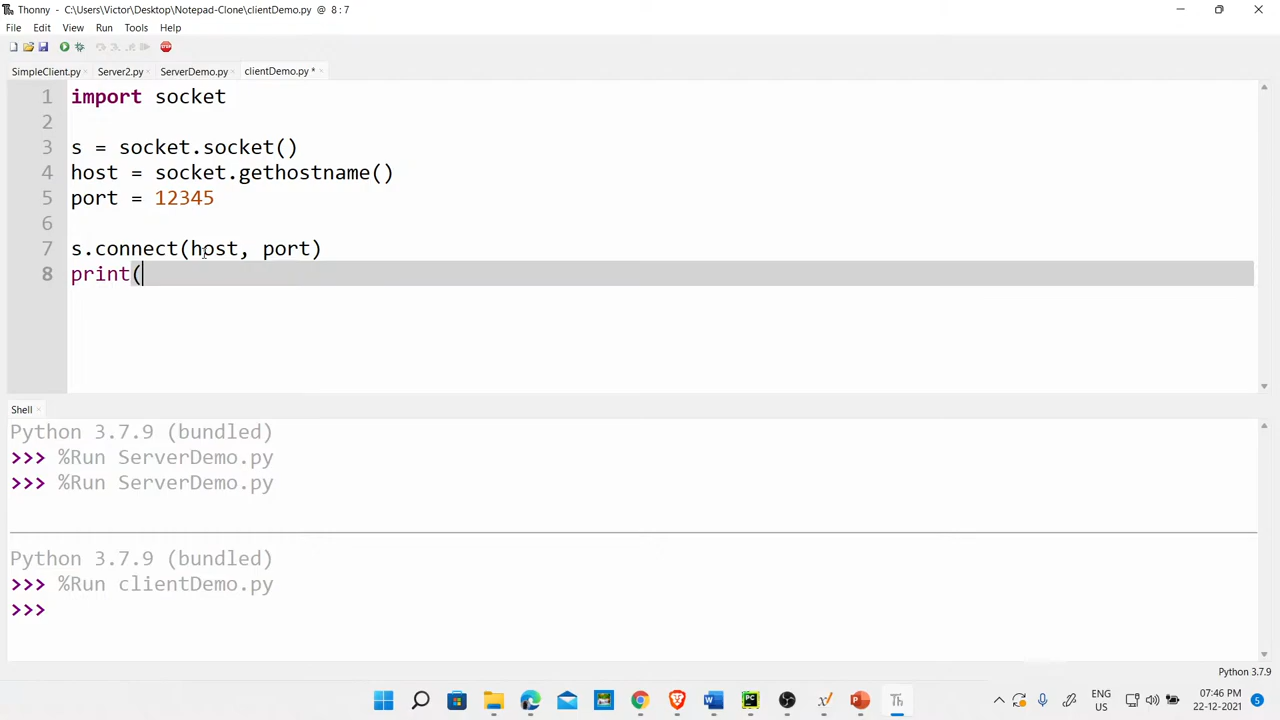 Thonny - C:\Users\Victor\Desktop\Notepad-Clone\clientDemo.py @ 8 : 7
File Edit View Run Tools Help
STOP
SimpleClient.py × Server2.py × ServerDemo.py × clientDemo.py * ×
1 import socket
2
3 s = socket.socket()
4 host = socket.gethostname()
5 port = 12345
6
7 s.connect(host, port)
8 print(
Shell ×
Python 3.7.9 (bundled)
>>> %Run ServerDemo.py
>>> %Run ServerDemo.py
Python 3.7.9 (bundled)
>>> %Run clientDemo.py
>>>
Python 3.7.9
ENG
US
07:46 PM
22-12-2021
5